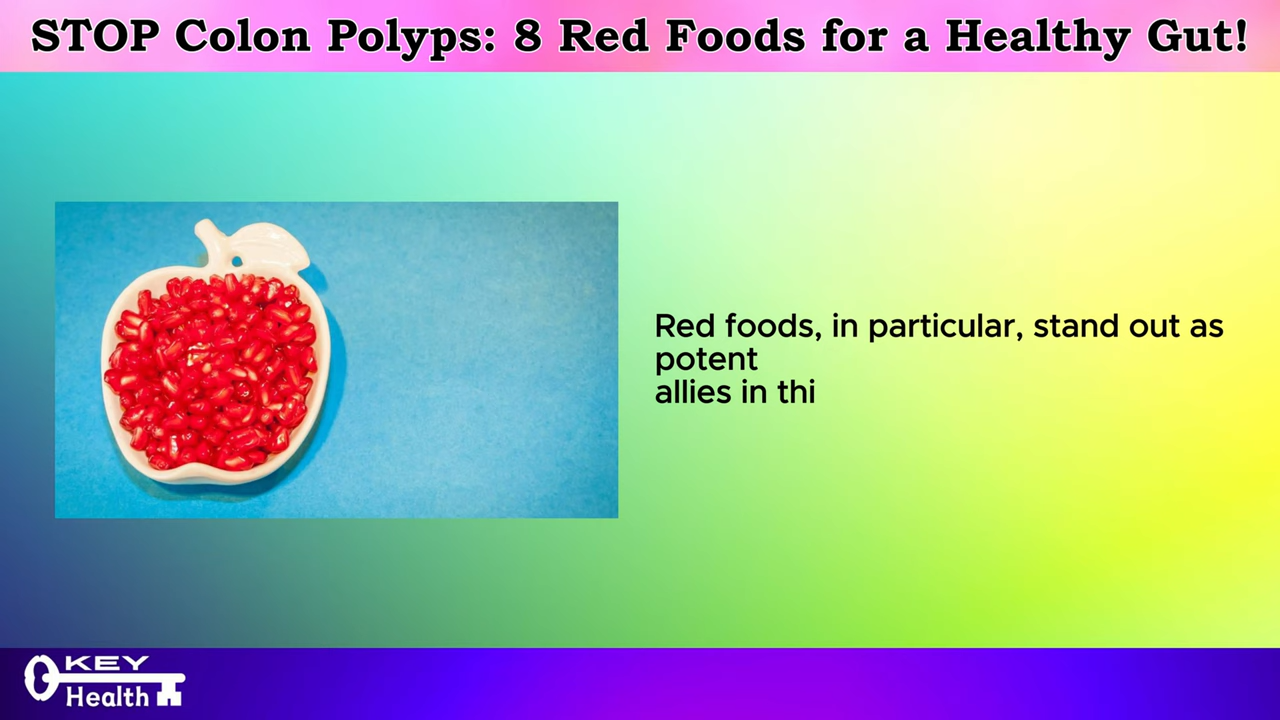 STOP Colon Polyps: 8 Red Foods for a Healthy Gut!
Red foods, in particular, stand out as
potent
allies in thi
KEY
Health